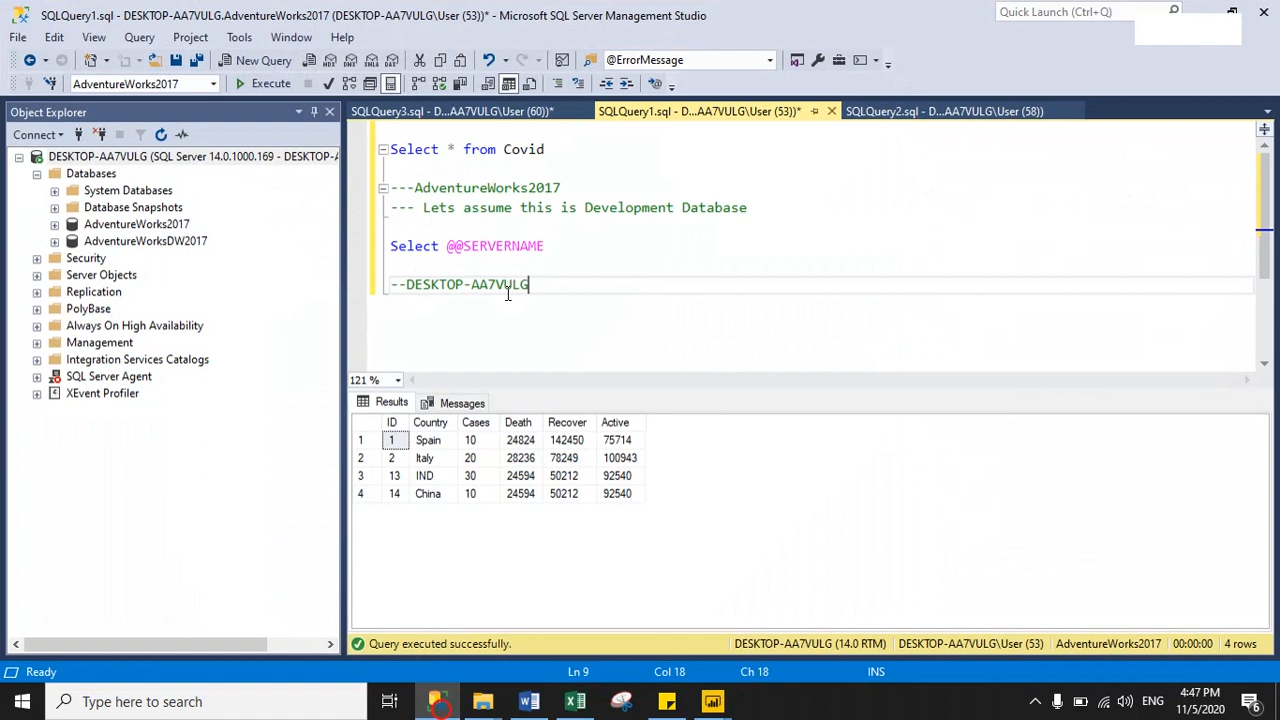 SQLQuery1.sql - DESKTOP-AA7VULG.AdventureWorks2017 (DESKTOP-AA7VULG\User (53))* - Microsoft SQL Server Management Studio
Quick Launch (Ctrl+Q)
File Edit View Query Project Tools Window Help
New Query MDX DMX XMLA DAX @ErrorMessage
AdventureWorks2017 Execute
Object Explorer
SQLQuery3.sql - D...AA7VULG\User (60))* SQLQuery1.sql - D...AA7VULG\User (53))* SQLQuery2.sql - D...AA7VULG\User (58))
Connect
DESKTOP-AA7VULG (SQL Server 14.0.1000.169 - DESKTOP-A
Databases
System Databases
Database Snapshots
AdventureWorks2017
AdventureWorksDW2017
Security
Server Objects
Replication
PolyBase
Always On High Availability
Management
Integration Services Catalogs
SQL Server Agent
XEvent Profiler
Select * from Covid
---AdventureWorks2017
--- Lets assume this is Development Database
Select @@SERVERNAME
--DESKTOP-AA7VULG
121 %
Results Messages
ID Country Cases Death Recover Active
1 1 Spain 10 24824 142450 75714
2 2 Italy 20 28236 78249 100943
3 13 IND 30 24594 50212 92540
4 14 China 10 24594 50212 92540
Query executed successfully. DESKTOP-AA7VULG (14.0 RTM) DESKTOP-AA7VULG\User (53) AdventureWorks2017 00:00:00 4 rows
Ready Ln 9 Col 18 Ch 18 INS
Type here to search
ENG
4:47 PM
11/5/2020
6